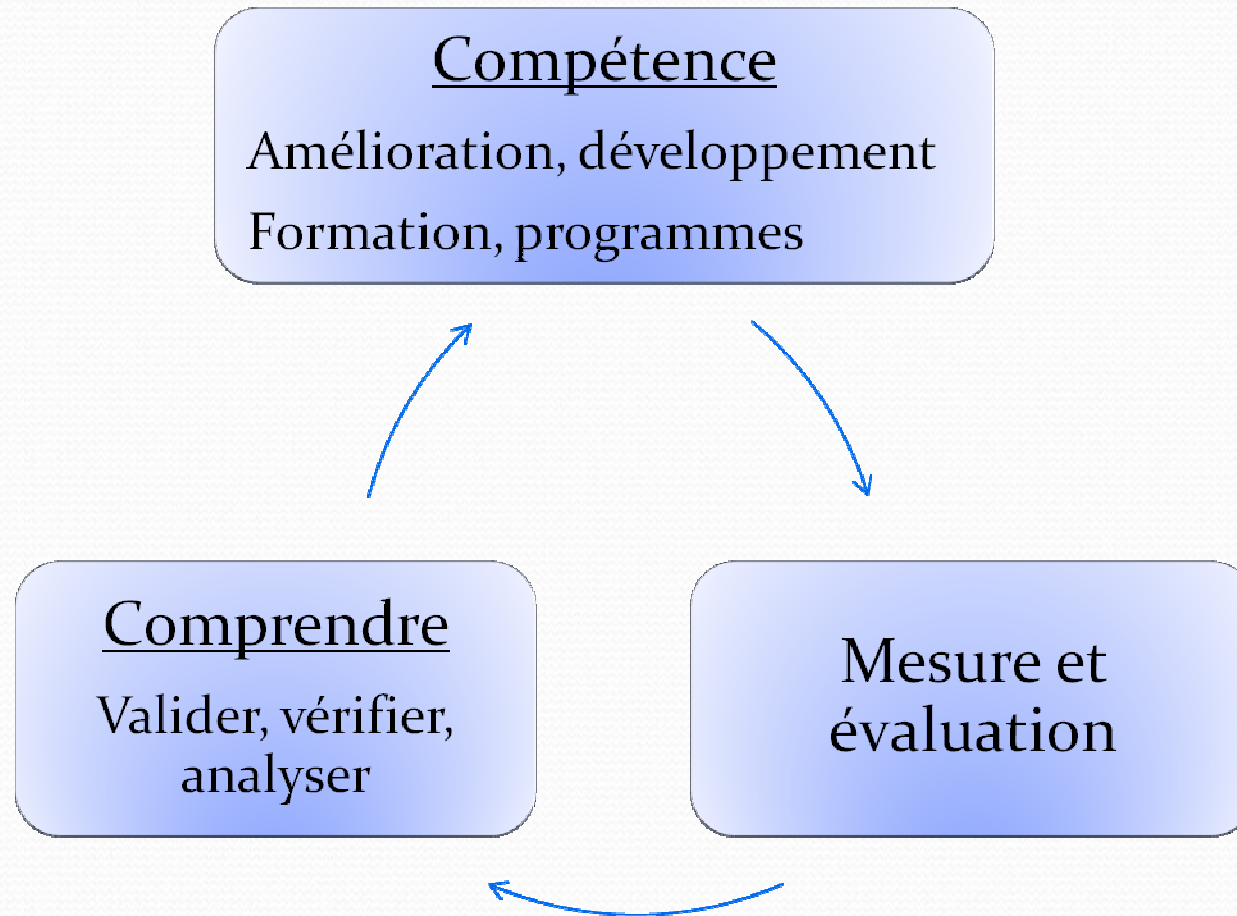 Compétence
Amélioration, développement
Formation, programmes
Comprendre
Valider, vérifier,
analyser
Mesure et
évaluation